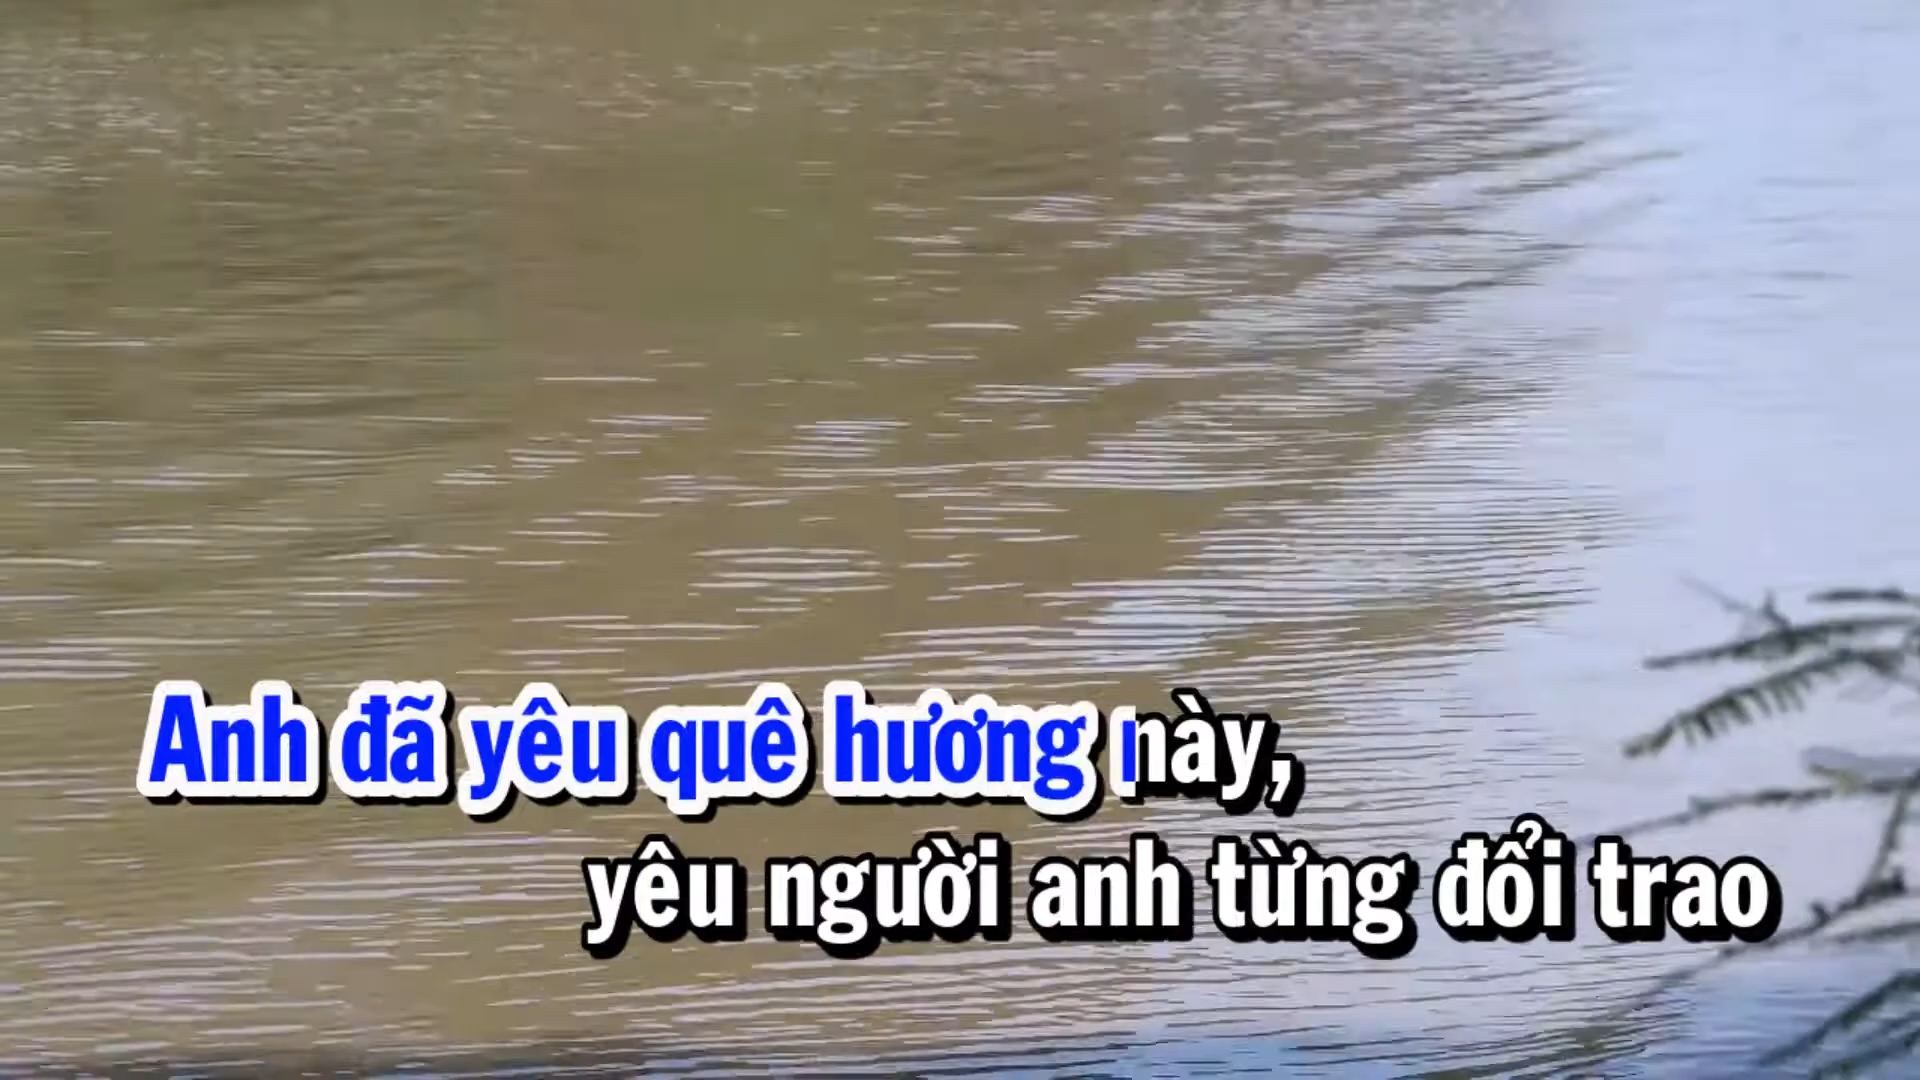 Anh đã yêu quê hương này,
yêu người anh từng đổi trao